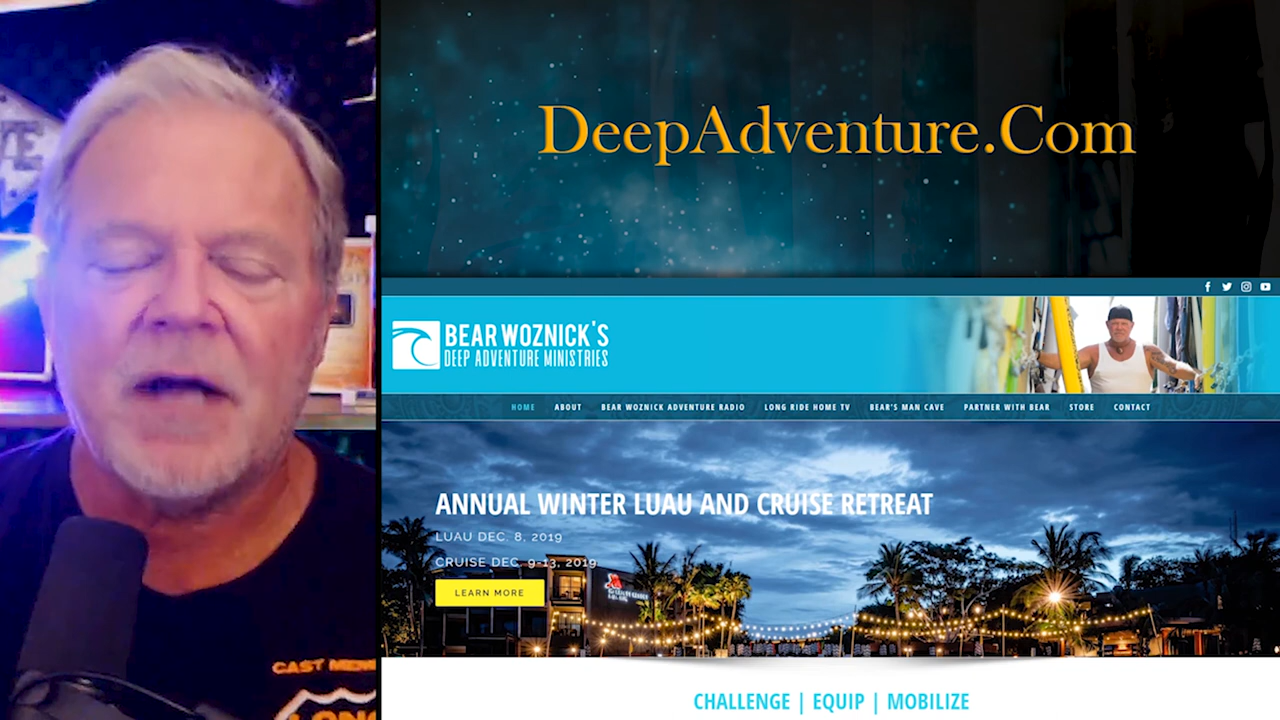 DeepAdventure.Com
BEAR WOZNICK'S
DEEP ADVENTURE MINISTRIES
HOME ABOUT BEAR WOZNICK ADVENTURE RADIO LONG RIDE HOME TV BEAR'S MAN CAVE PARTNER WITH BEAR STORE CONTACT
ANNUAL WINTER LUAU AND CRUISE RETREAT
LUAU DEC. 8, 2019
CRUISE DEC. 9-13, 2019
LEARN MORE
CHALLENGE | EQUIP | MOBILIZE
CAST